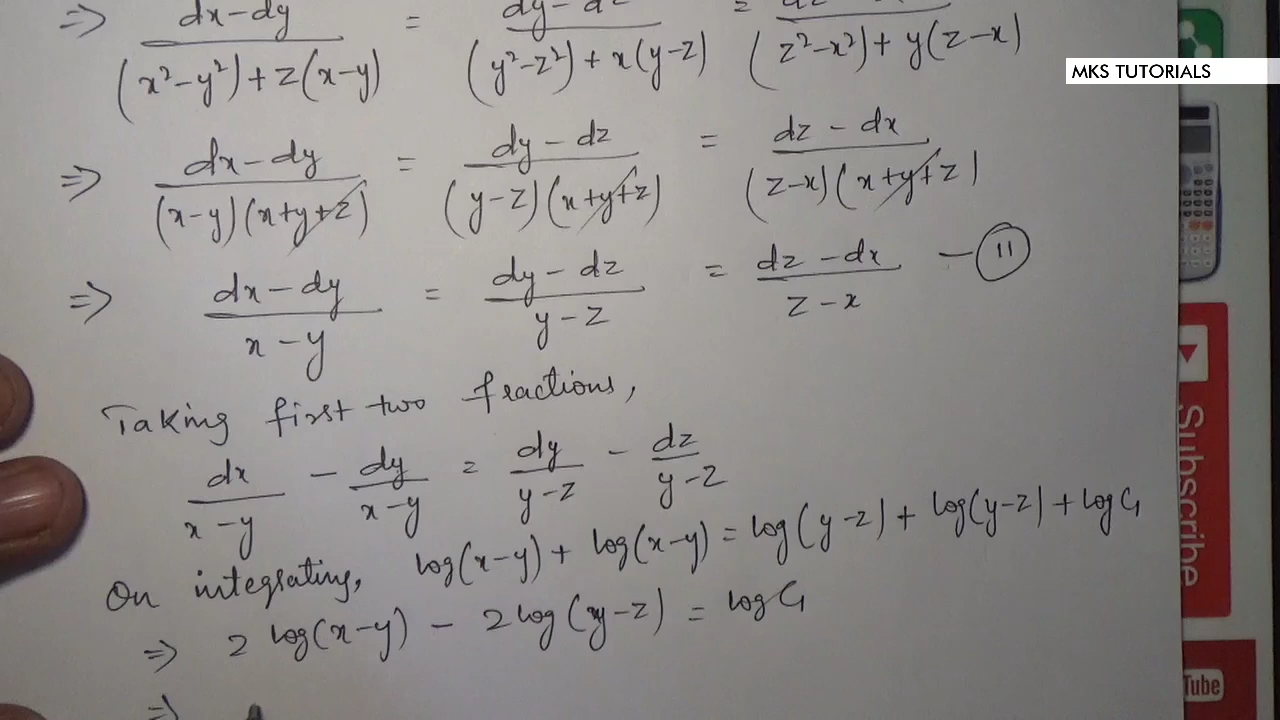 ⇒ dx-dy / (x²-y²)+z(x-y) = dy-dz / (y²-z²)+x(y-z) = / (z²-x²)+y(z-x)
MKS TUTORIALS
⇒ dx-dy / (x-y)(x+y+z) = dy-dz / (y-z)(x+y+z) = dz-dx / (z-x)(x+y+z)
⇒ dx-dy / x-y = dy-dz / y-z = dz-dx / z-x — 11
Taking first two fractions,
dx / x-y - dy / x-y = dy / y-z - dz / y-z
On integrating, log(x-y) + log(x-y) = log(y-z) + log(y-z) + log C₁
⇒ 2 log(x-y) - 2 log(y-z) = log C₁
⇒
Subscribe
Tube